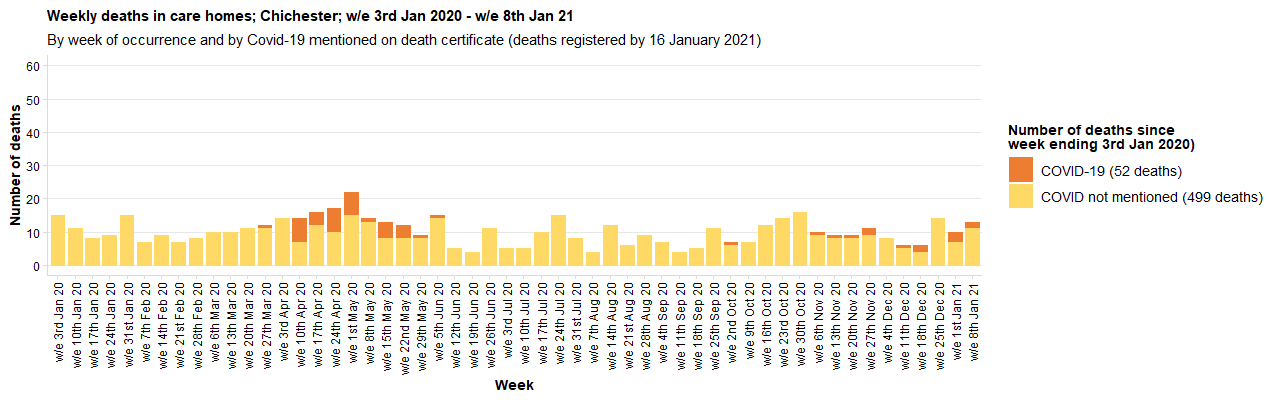 Weekly deaths in care homes; Chichester; w/e 3rd Jan 2020 - w/e 8th Jan 21
By week of occurrence and by Covid-19 mentioned on death certificate (deaths registered by 16 January 2021)
Number of deaths
60
50
40
30
20
10
0
w/e 3rd Jan 20
w/e 10th Jan 20
w/e 17th Jan 20
w/e 24th Jan 20
w/e 31st Jan 20
w/e 7th Feb 20
w/e 14th Feb 20
w/e 21st Feb 20
w/e 28th Feb 20
w/e 6th Mar 20
w/e 13th Mar 20
w/e 20th Mar 20
w/e 27th Mar 20
w/e 3rd Apr 20
w/e 10th Apr 20
w/e 17th Apr 20
w/e 24th Apr 20
w/e 1st May 20
w/e 8th May 20
w/e 15th May 20
w/e 22nd May 20
w/e 29th May 20
w/e 5th Jun 20
w/e 12th Jun 20
w/e 19th Jun 20
w/e 26th Jun 20
w/e 3rd Jul 20
w/e 10th Jul 20
w/e 17th Jul 20
w/e 24th Jul 20
w/e 31st Jul 20
w/e 7th Aug 20
w/e 14th Aug 20
w/e 21st Aug 20
w/e 28th Aug 20
w/e 4th Sep 20
w/e 11th Sep 20
w/e 18th Sep 20
w/e 25th Sep 20
w/e 2nd Oct 20
w/e 9th Oct 20
w/e 16th Oct 20
w/e 23rd Oct 20
w/e 30th Oct 20
w/e 6th Nov 20
w/e 13th Nov 20
w/e 20th Nov 20
w/e 27th Nov 20
w/e 4th Dec 20
w/e 11th Dec 20
w/e 18th Dec 20
w/e 25th Dec 20
w/e 1st Jan 21
w/e 8th Jan 21
Week
Number of deaths since
week ending 3rd Jan 2020)
COVID-19 (52 deaths)
COVID not mentioned (499 deaths)